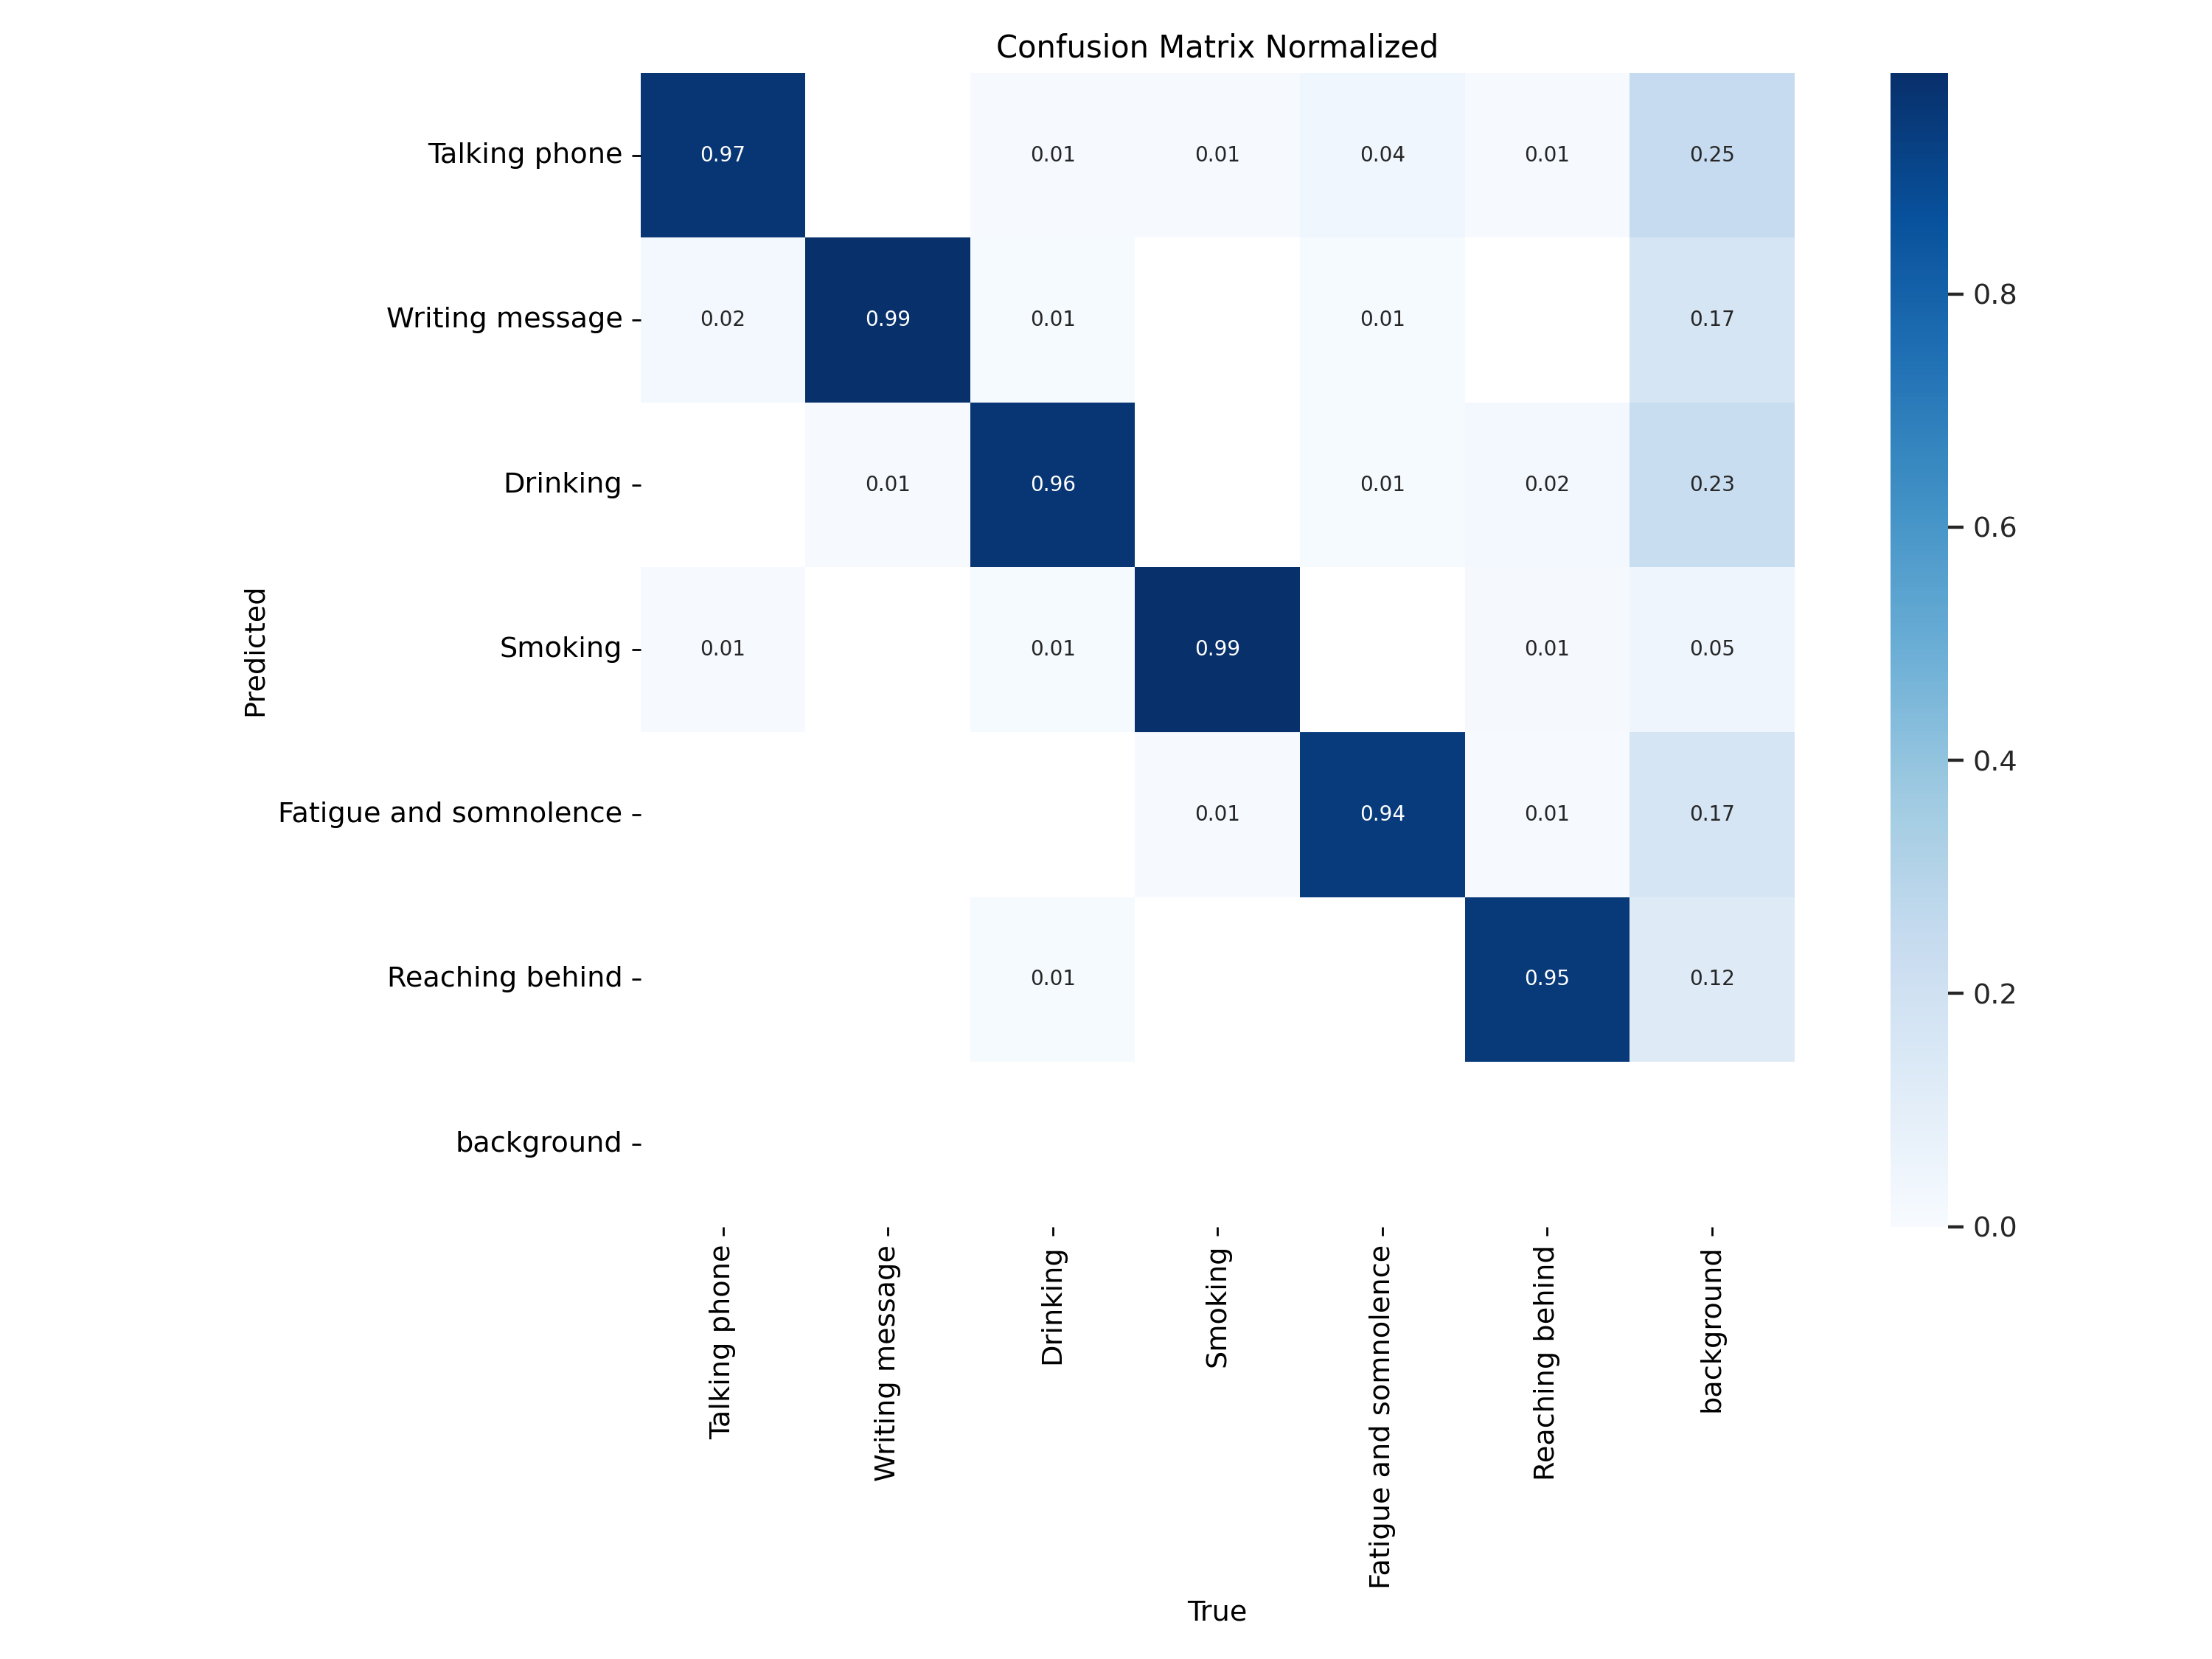 Confusion Matrix Normalized
Talking phone 0.97 0.01 0.01 0.04 0.01 0.25
Writing message 0.02 0.99 0.01 0.01 0.17
Drinking 0.01 0.96 0.01 0.02 0.23
Smoking 0.01 0.01 0.99 0.01 0.05
Fatigue and somnolence 0.01 0.94 0.01 0.17
Reaching behind 0.01 0.95 0.12
background
Predicted
Talking phone
Writing message
Drinking
Smoking
Fatigue and somnolence
Reaching behind
background
True
0.8
0.6
0.4
0.2
0.0